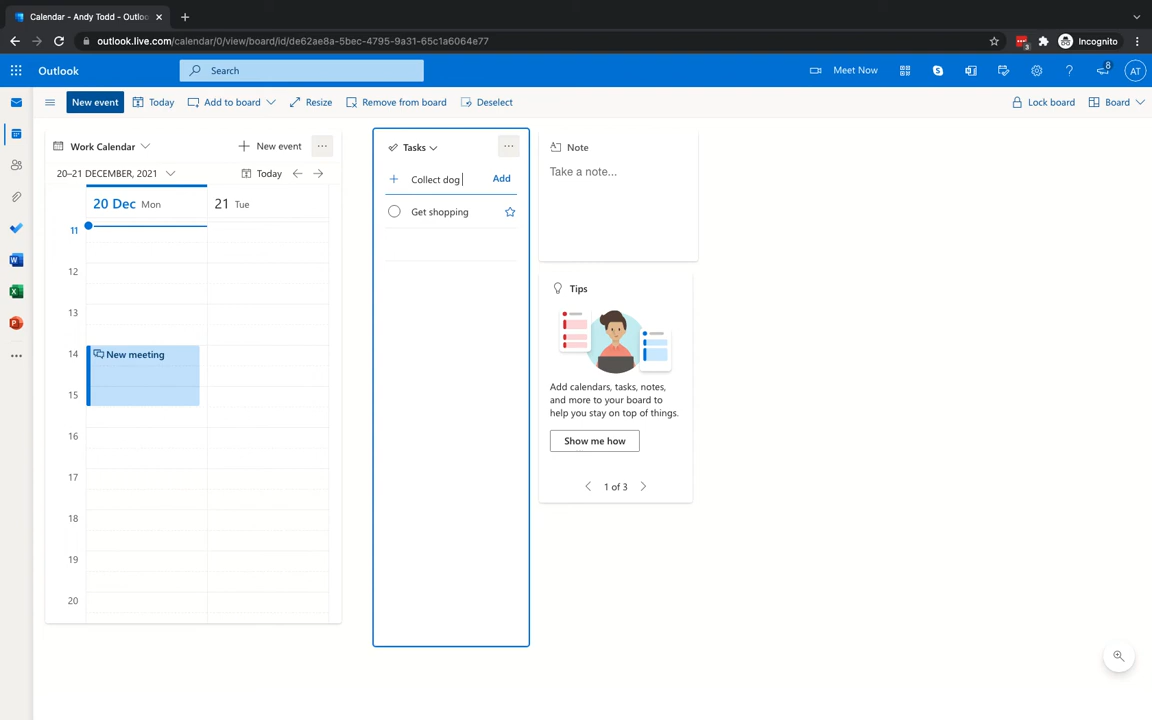 Calendar - Andy Todd - Outlo
outlook.live.com/calendar/0/view/board/id/de62ae8a-5bec-4795-9a31-65c1a6064e77
3
Incognito
Outlook
Search
Meet Now
8
AT
New event
Today
Add to board
Resize
Remove from board
Deselect
Lock board
Board
Work Calendar
New event
20–21 DECEMBER, 2021
Today
20 Dec Mon
21 Tue
11
12
13
14
15
16
17
18
19
20
New meeting
Tasks
Collect dog
Add
Get shopping
Note
Take a note...
Tips
Add calendars, tasks, notes,
and more to your board to
help you stay on top of things.
Show me how
1 of 3